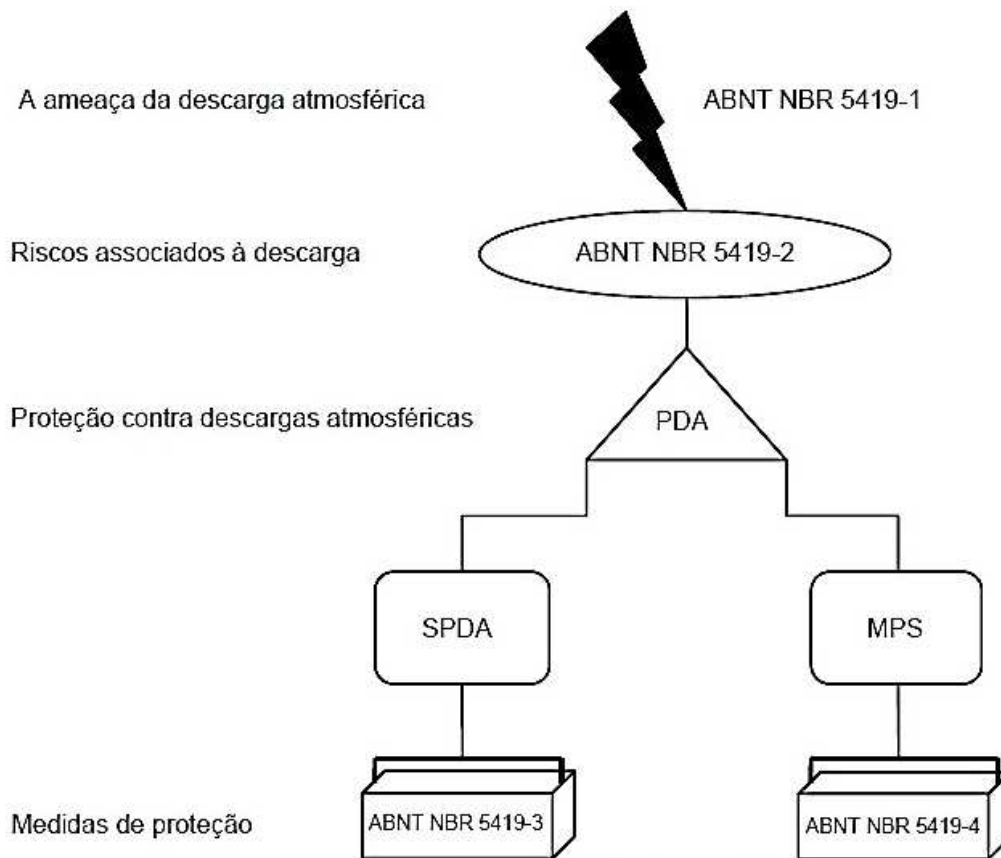 A ameaça da descarga atmosférica
ABNT NBR 5419-1
Riscos associados à descarga
ABNT NBR 5419-2
Proteção contra descargas atmosféricas
PDA
SPDA
MPS
Medidas de proteção
ABNT NBR 5419-3
ABNT NBR 5419-4